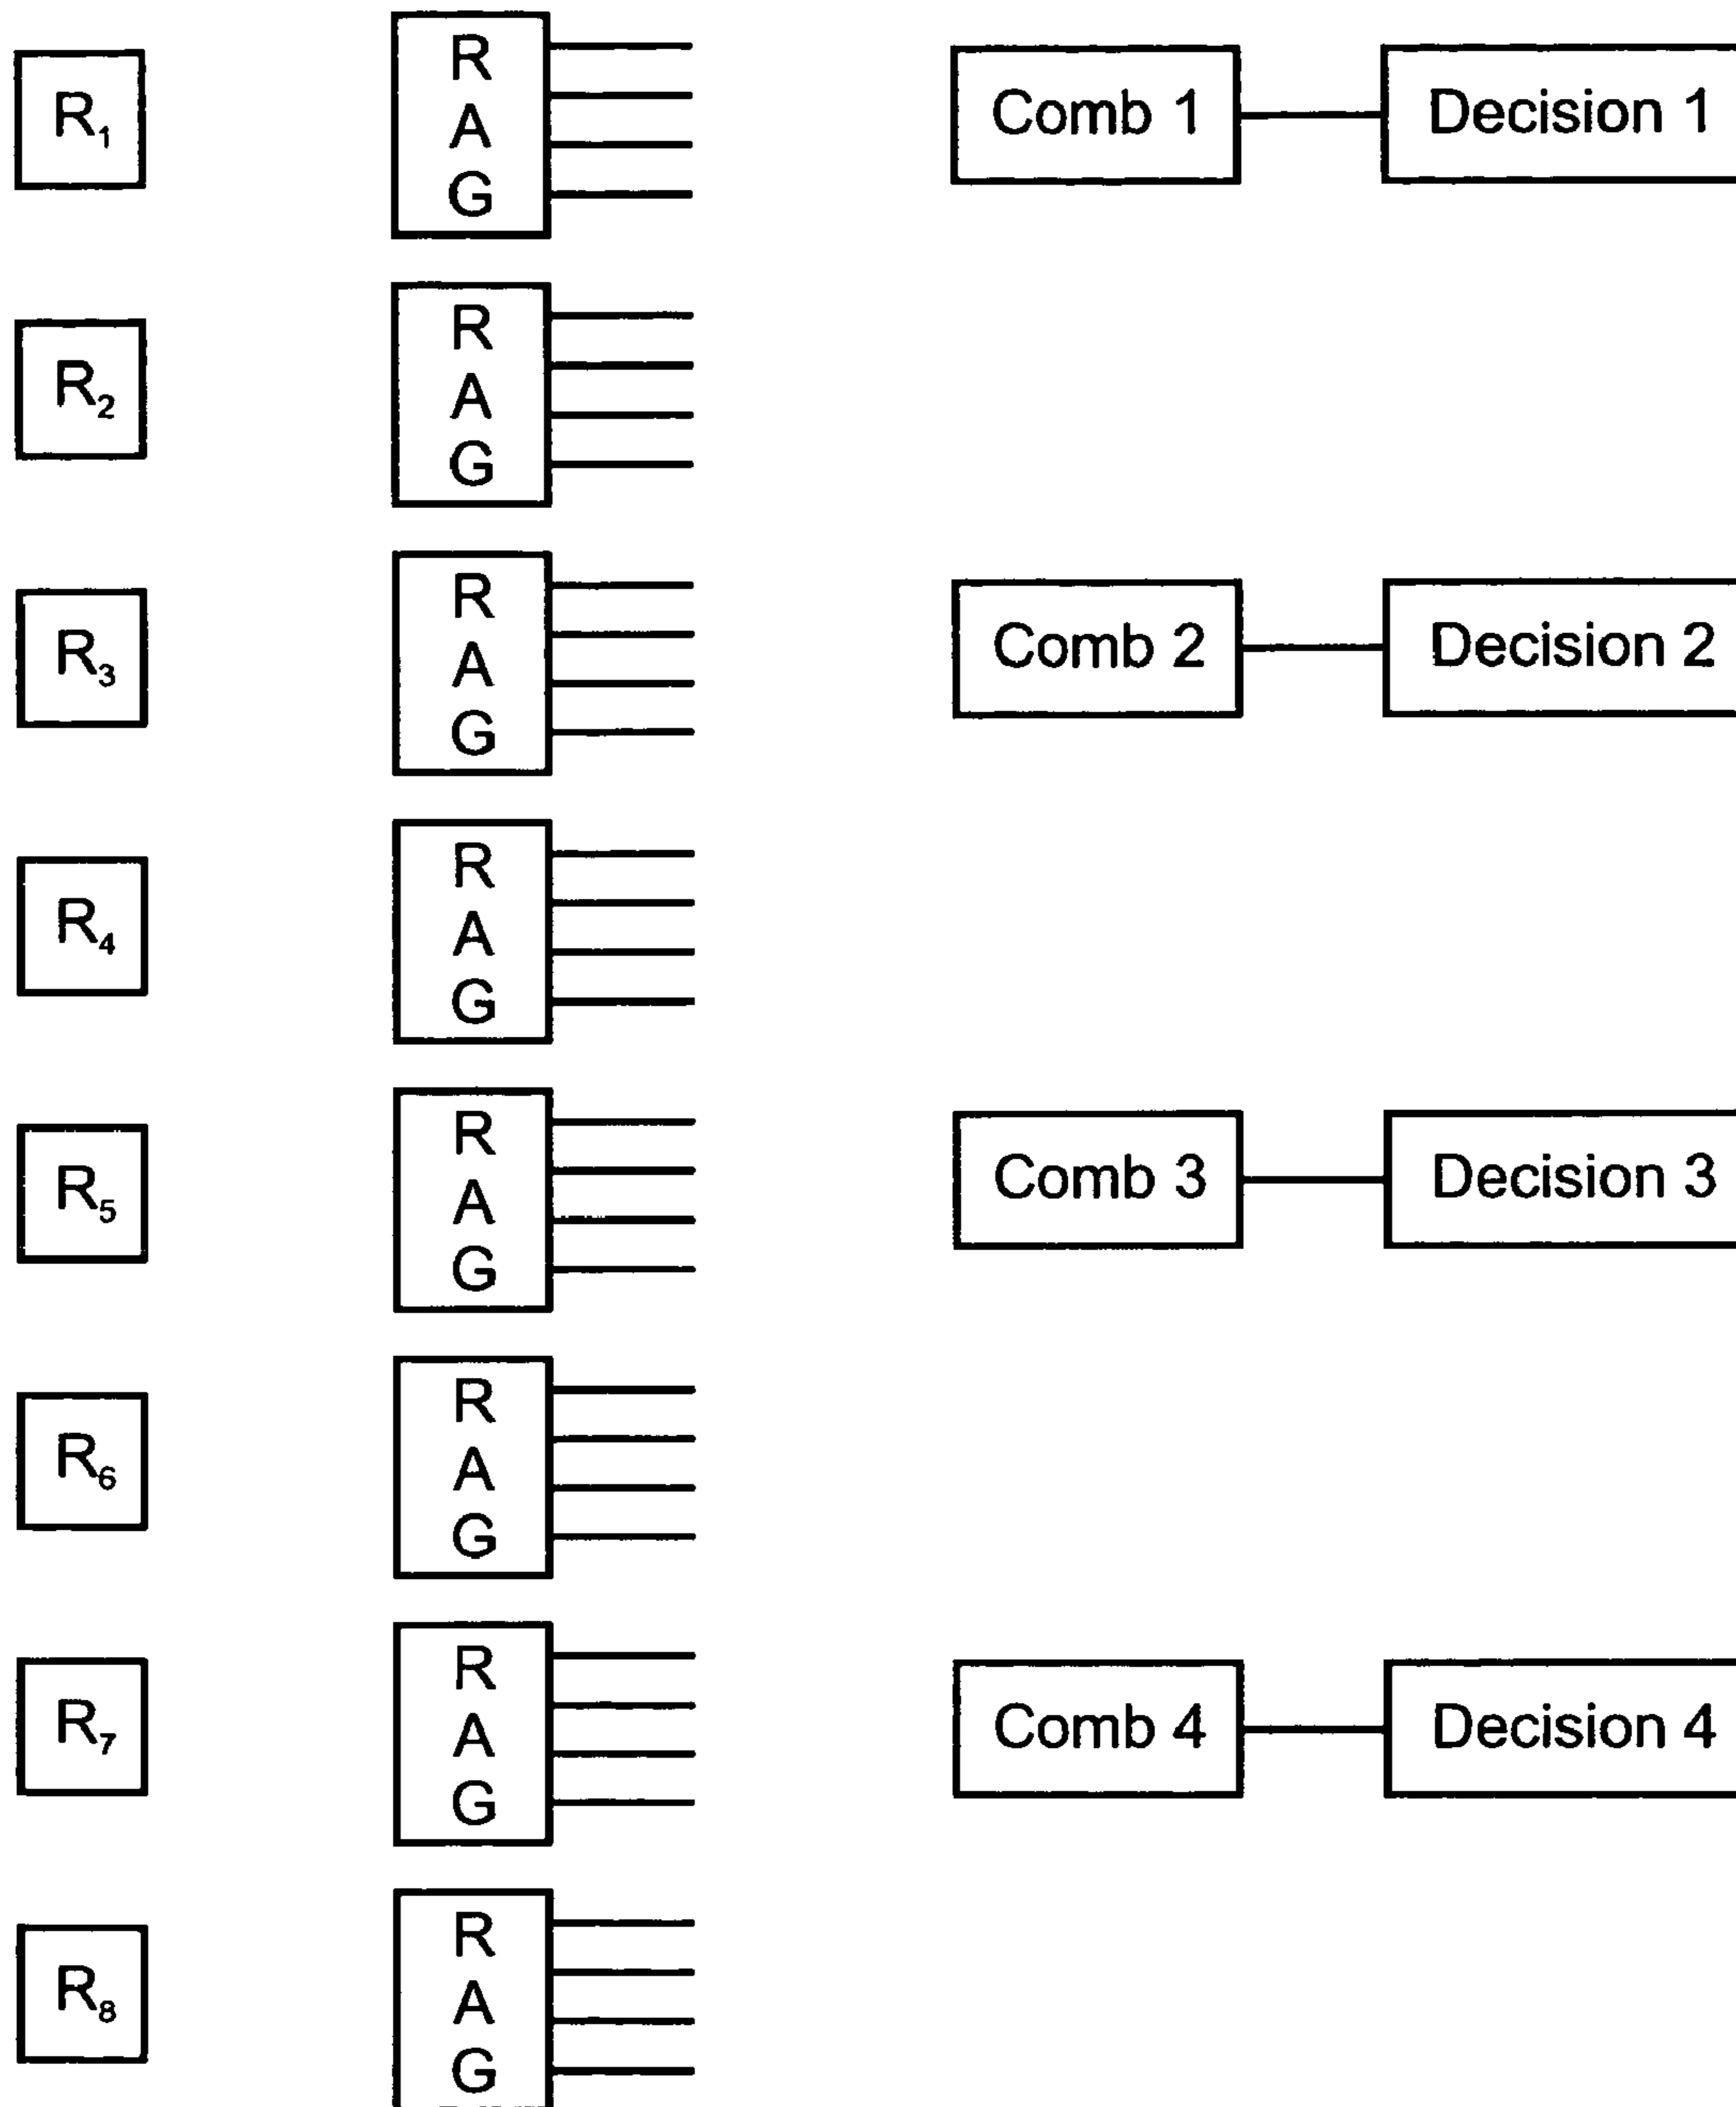 R1
R
A
G
Comb 1
Decision 1
R2
R
A
G
R3
R
A
G
Comb 2
Decision 2
R4
R
A
G
R5
R
A
G
Comb 3
Decision 3
R6
R
A
G
R7
R
A
G
Comb 4
Decision 4
R8
R
A
G